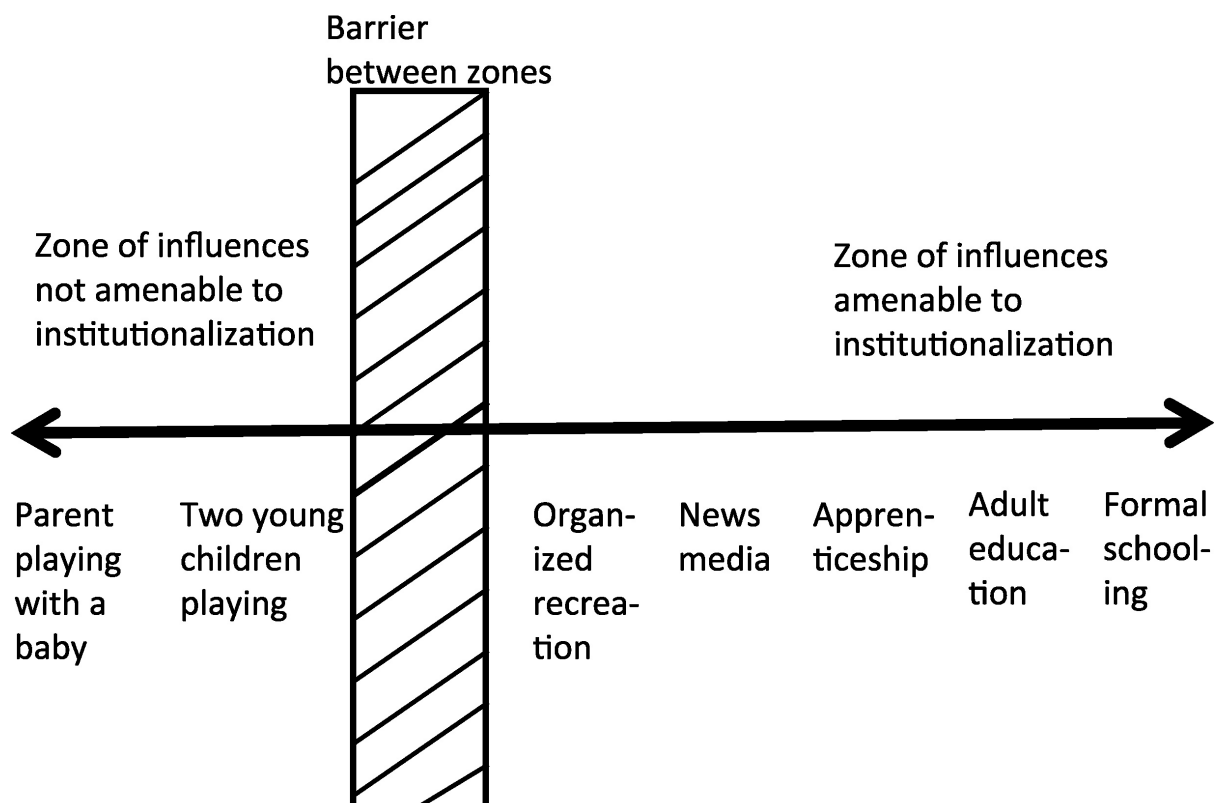 Barrier
between zones
Zone of influences
not amenable to
institutionalization
Zone of influences
amenable to
institutionalization
Parent
playing
with a
baby
Two young
children
playing
Organ-
ized
recrea-
tion
News
media
Appren-
ticeship
Adult
educa-
tion
Formal
school-
ing